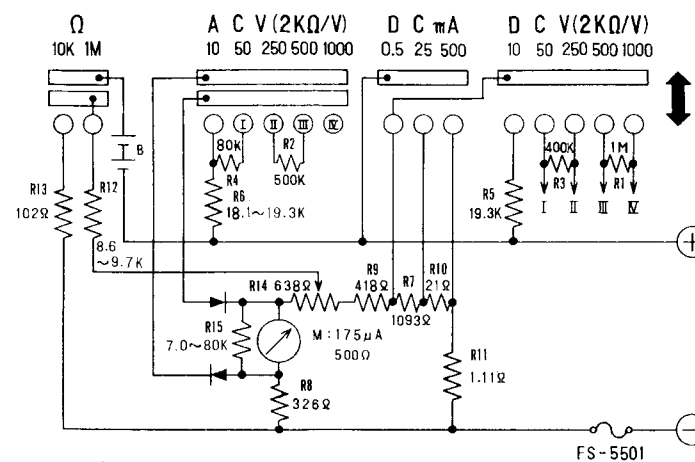 Ω
10K 1M
A C V (2KΩ/V)
10 50 250 500 1000
D C mA
0.5 25 500
D C V (2KΩ/V)
10 50 250 500 1000
B
I
II
III
IV
80K
R4
R2
500K
R6
18.1~19.3K
R5
19.3K
400K
R3
1M
R1
I II III IV
R13
102Ω
R12
8.6
~9.7K
R14 638Ω
R9
418Ω
R7
1093Ω
R10
21Ω
R15
7.0~80K
M:175μA
500Ω
R8
326Ω
R11
1.11Ω
+
−
FS-5501